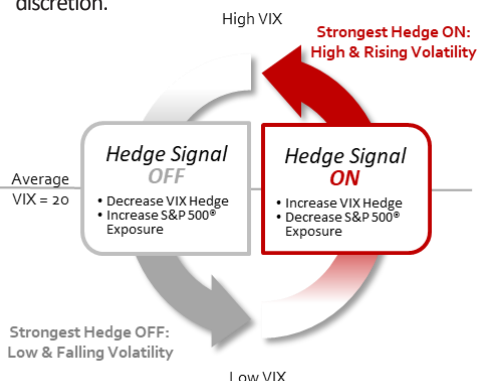 discretion.
High VIX
Strongest Hedge ON:
High & Rising Volatility
Hedge Signal
OFF
• Decrease VIX Hedge
• Increase S&P 500®
Exposure
Hedge Signal
ON
• Increase VIX Hedge
• Decrease S&P 500®
Exposure
Average
VIX = 20
Strongest Hedge OFF:
Low & Falling Volatility
Low VIX